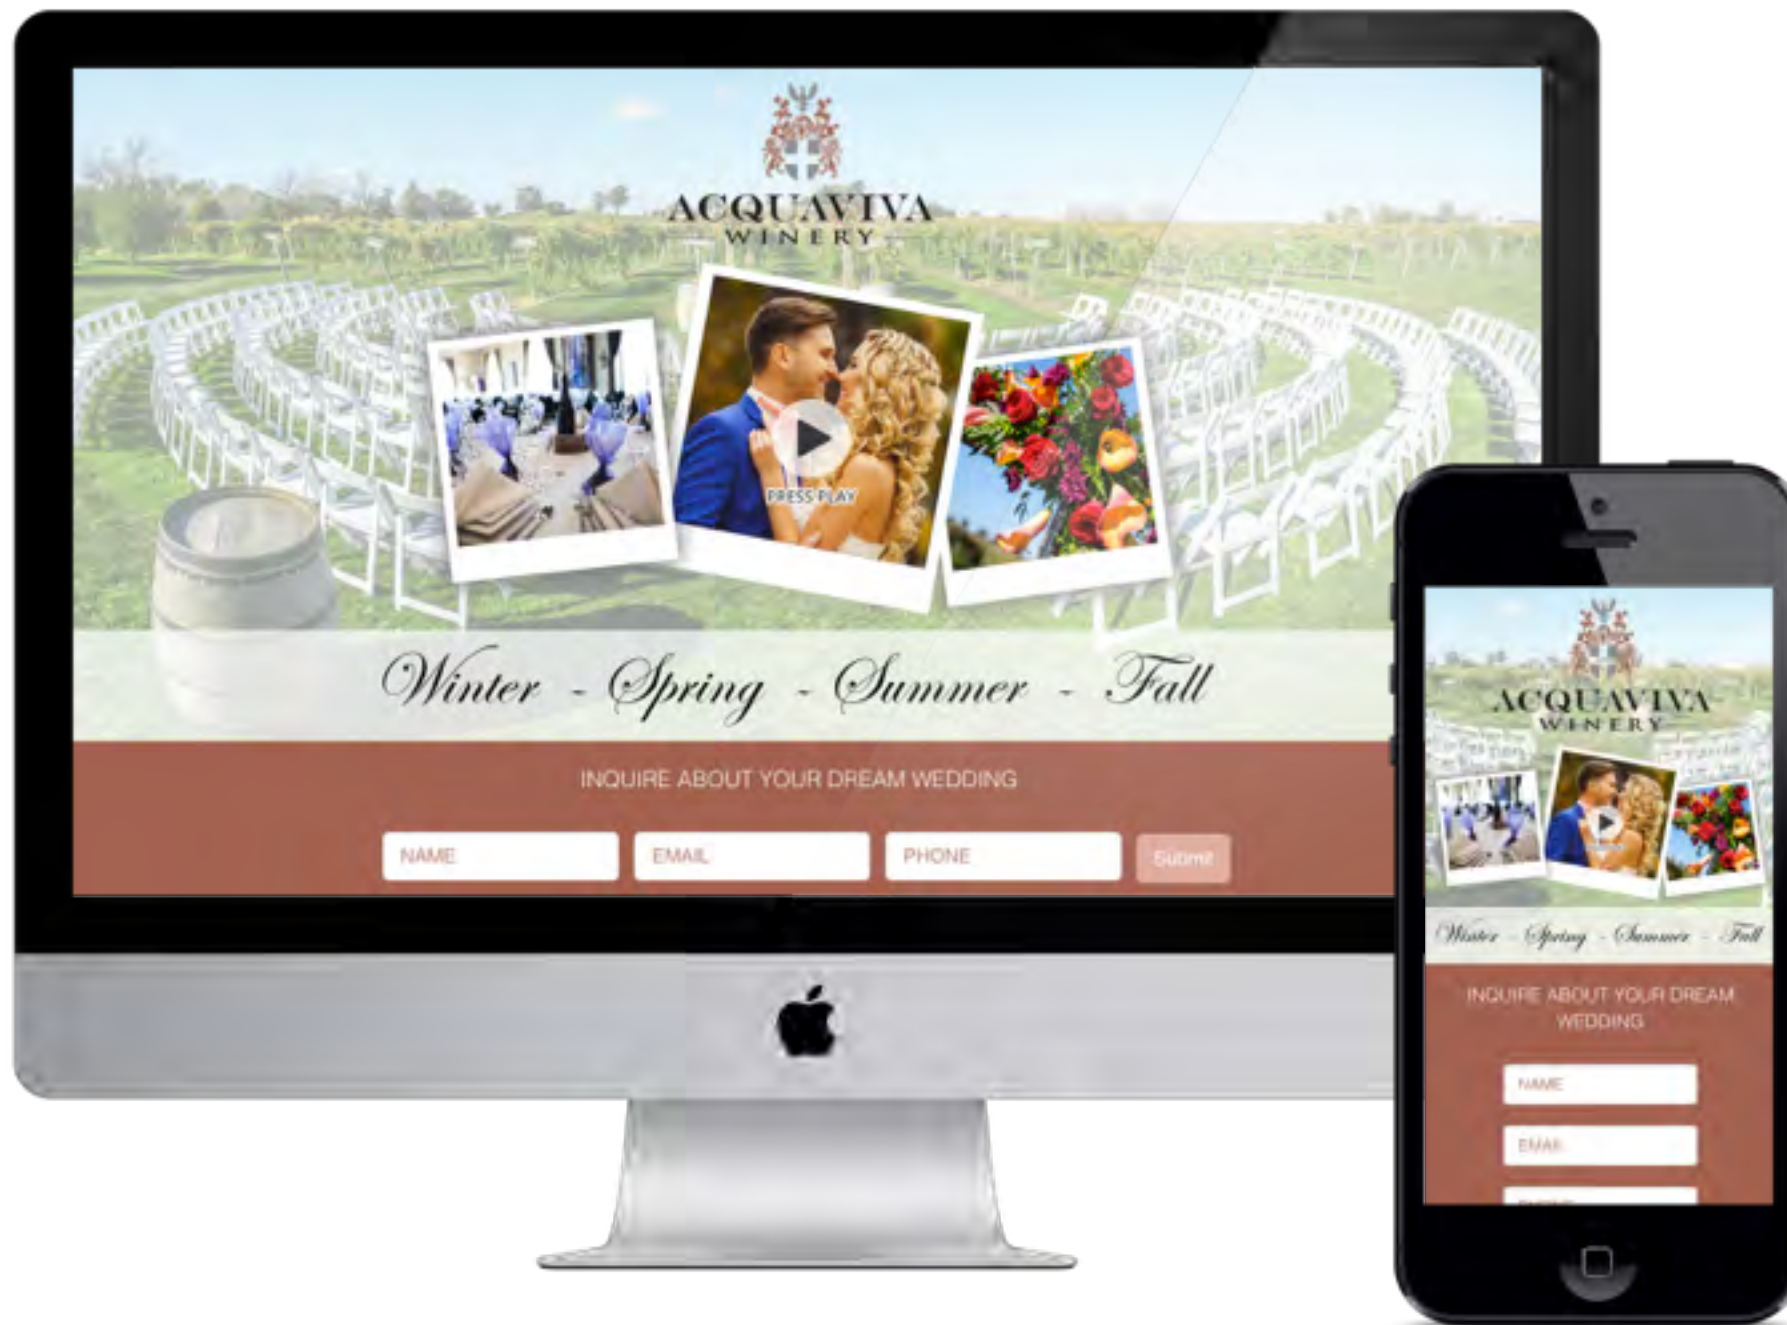 ACQUAVIVA
WINERY
PRESS PLAY
Winter - Spring - Summer - Fall
INQUIRE ABOUT YOUR DREAM WEDDING
NAME
EMAIL
PHONE
Submit
ACQUAVIVA
WINERY
Winter - Spring - Summer - Fall
INQUIRE ABOUT YOUR DREAM
WEDDING
NAME
EMAIL